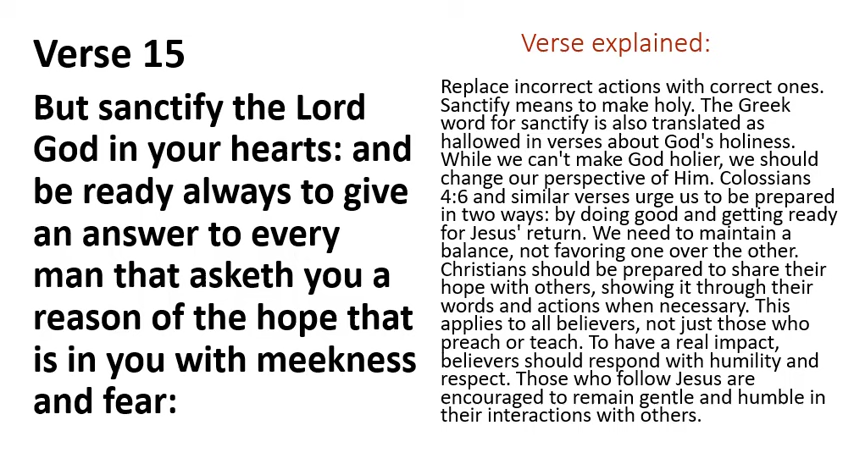 Verse 15
But sanctify the Lord
God in your hearts: and
be ready always to give
an answer to every
man that asketh you a
reason of the hope that
is in you with meekness
and fear:
Verse explained:
Replace incorrect actions with correct ones.
Sanctify means to make holy. The Greek
word for sanctify is also translated as
hallowed in verses about God's holiness.
While we can't make God holier, we should
change our perspective of Him. Colossians
4:6 and similar verses urge us to be prepared
in two ways: by doing good and getting ready
for Jesus' return. We need to maintain a
balance, not favoring one over the other.
Christians should be prepared to share their
hope with others, showing it through their
words and actions when necessary. This
applies to all believers, not just those who
preach or teach. To have a real impact,
believers should respond with humility and
respect. Those who follow Jesus are
encouraged to remain gentle and humble in
their interactions with others.